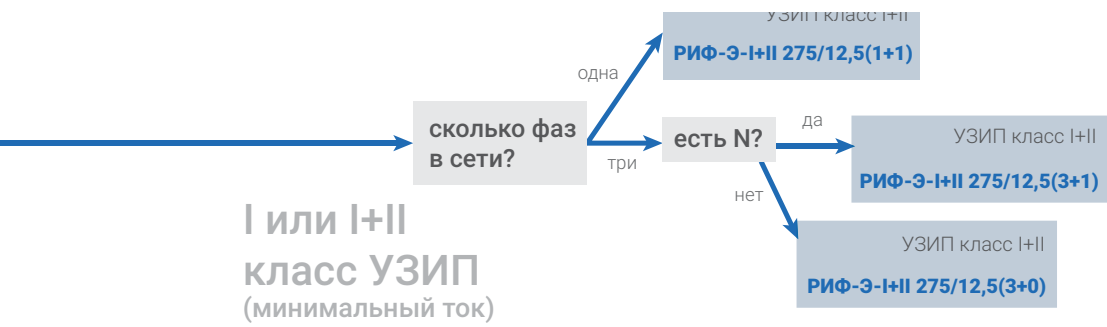 УЗИП класс I+II
РИФ-Э-I+II 275/12,5(1+1)
одна
сколько фаз
в сети?
три
есть N?
да
УЗИП класс I+II
РИФ-Э-I+II 275/12,5(3+1)
нет
УЗИП класс I+II
РИФ-Э-I+II 275/12,5(3+0)
I или I+II
класс УЗИП
(минимальный ток)